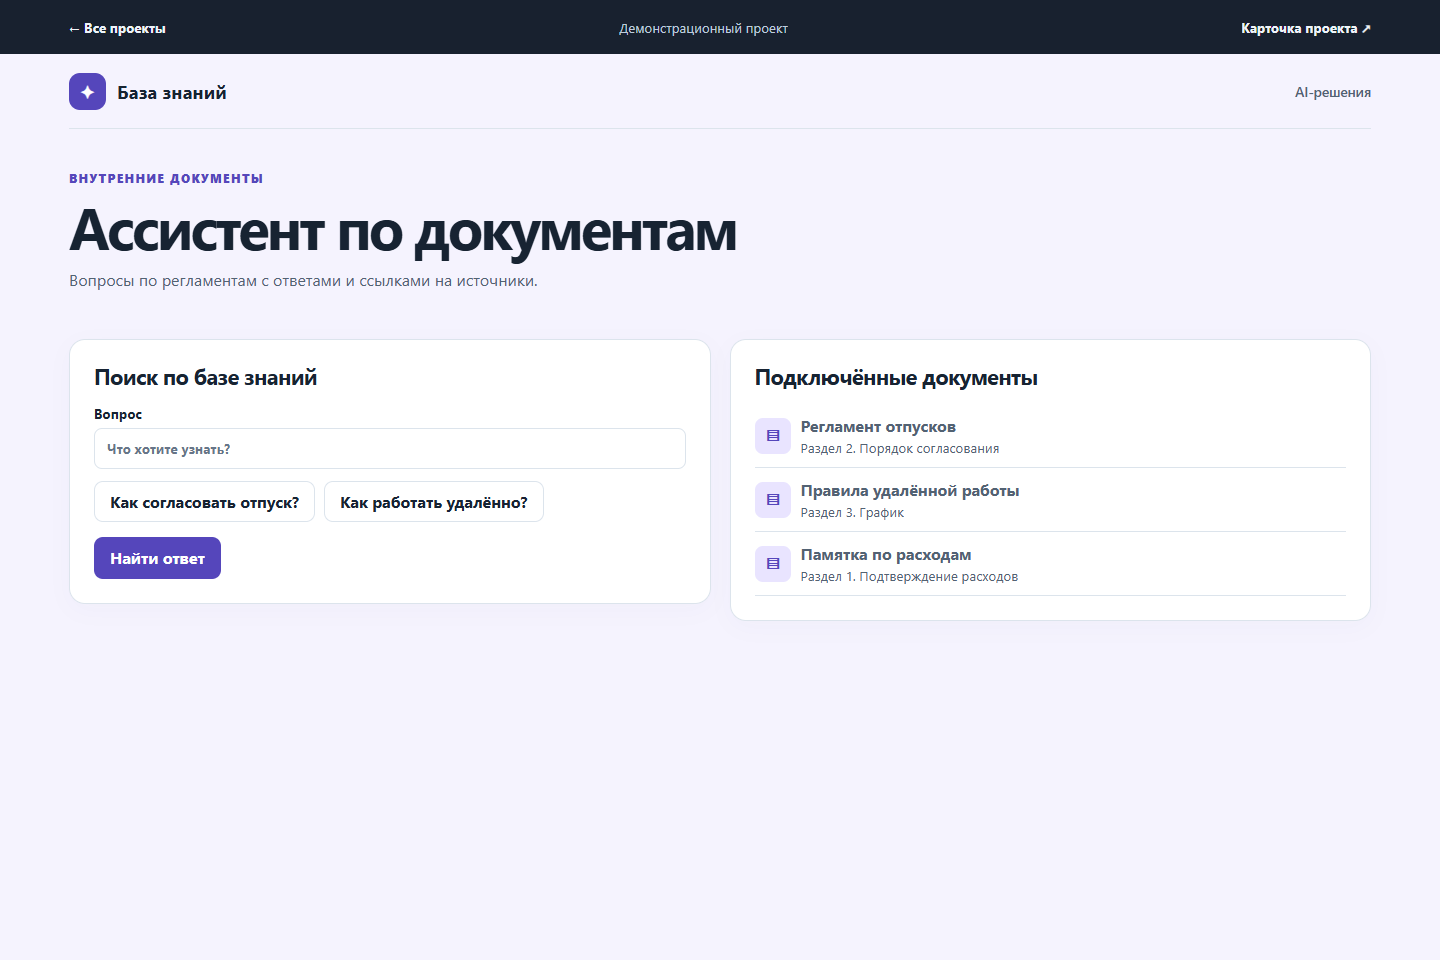 ← Все проекты
Демонстрационный проект
Карточка проекта ↗
База знаний
AI-решения
ВНУТРЕННИЕ ДОКУМЕНТЫ
Ассистент по документам
Вопросы по регламентам с ответами и ссылками на источники.
Поиск по базе знаний
Вопрос
Что хотите узнать?
Как согласовать отпуск?
Как работать удалённо?
Найти ответ
Подключённые документы
Регламент отпусков
Раздел 2. Порядок согласования
Правила удалённой работы
Раздел 3. График
Памятка по расходам
Раздел 1. Подтверждение расходов